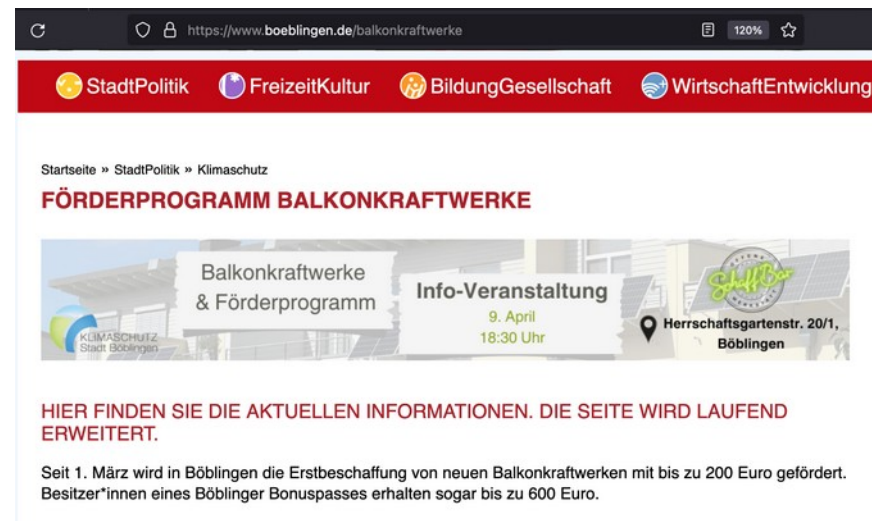 https://www.boeblingen.de/balkonkraftwerke
120%
StadtPolitik
FreizeitKultur
BildungGesellschaft
WirtschaftEntwicklung
Startseite » StadtPolitik » Klimaschutz
FÖRDERPROGRAMM BALKONKRAFTWERKE
Balkonkraftwerke
& Förderprogramm
KLIMASCHUTZ
Stadt Böblingen
Info-Veranstaltung
9. April
18:30 Uhr
SchaffBar
Herrschaftsgartenstr. 20/1,
Böblingen
HIER FINDEN SIE DIE AKTUELLEN INFORMATIONEN. DIE SEITE WIRD LAUFEND
ERWEITERT.
Seit 1. März wird in Böblingen die Erstbeschaffung von neuen Balkonkraftwerken mit bis zu 200 Euro gefördert.
Besitzer*innen eines Böblinger Bonuspasses erhalten sogar bis zu 600 Euro.